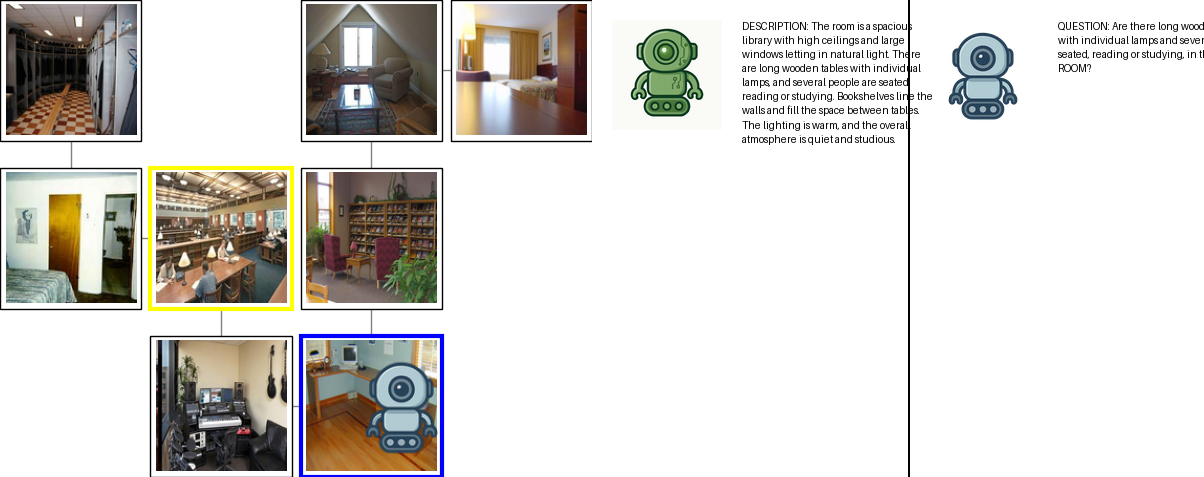 DESCRIPTION: The room is a spacious
library with high ceilings and large
windows letting in natural light. There
are long wooden tables with individual
lamps, and several people are seated,
reading or studying. Bookshelves line the
walls and fill the space between tables.
The lighting is warm, and the overall
atmosphere is quiet and studious.
QUESTION: Are there long wood
with individual lamps and sever
seated, reading or studying, in th
ROOM?